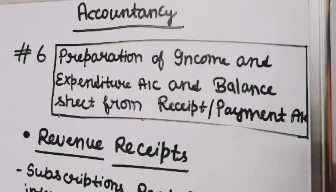 Accountancy
#6 Preparation of Income and
Expenditure A/c and Balance
sheet from Receipt/Payment A/c
• Revenue Receipts
- Subscriptions